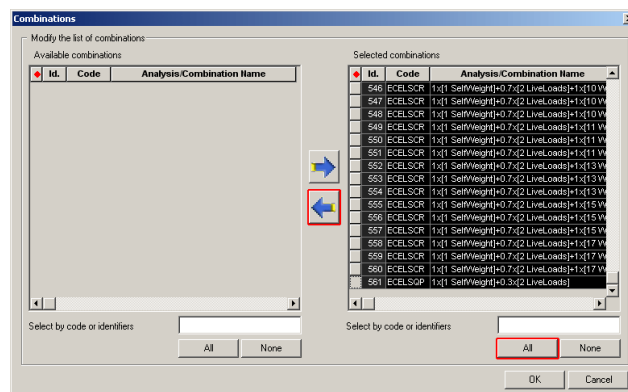 Combinations
Modify the list of combinations
Available combinations
Id. Code Analysis/Combination Name
Select by code or identifiers
All None
Selected combinations
Id. Code Analysis/Combination Name
546 ECELSCR 1x[1 SelfWeight]+0.7x[2 LiveLoads]+1x[10 W
547 ECELSCR 1x[1 SelfWeight]+0.7x[2 LiveLoads]+1x[10 W
548 ECELSCR 1x[1 SelfWeight]+0.7x[2 LiveLoads]+1x[10 W
549 ECELSCR 1x[1 SelfWeight]+0.7x[2 LiveLoads]+1x[11 W
550 ECELSCR 1x[1 SelfWeight]+0.7x[2 LiveLoads]+1x[11 W
551 ECELSCR 1x[1 SelfWeight]+0.7x[2 LiveLoads]+1x[11 W
552 ECELSCR 1x[1 SelfWeight]+0.7x[2 LiveLoads]+1x[13 W
553 ECELSCR 1x[1 SelfWeight]+0.7x[2 LiveLoads]+1x[13 W
554 ECELSCR 1x[1 SelfWeight]+0.7x[2 LiveLoads]+1x[13 W
555 ECELSCR 1x[1 SelfWeight]+0.7x[2 LiveLoads]+1x[15 W
556 ECELSCR 1x[1 SelfWeight]+0.7x[2 LiveLoads]+1x[15 W
557 ECELSCR 1x[1 SelfWeight]+0.7x[2 LiveLoads]+1x[15 W
558 ECELSCR 1x[1 SelfWeight]+0.7x[2 LiveLoads]+1x[17 W
559 ECELSCR 1x[1 SelfWeight]+0.7x[2 LiveLoads]+1x[17 W
560 ECELSCR 1x[1 SelfWeight]+0.7x[2 LiveLoads]+1x[17 W
561 ECELSQP 1x[1 SelfWeight]+0.3x[2 LiveLoads]
Select by code or identifiers
All None
OK Cancel